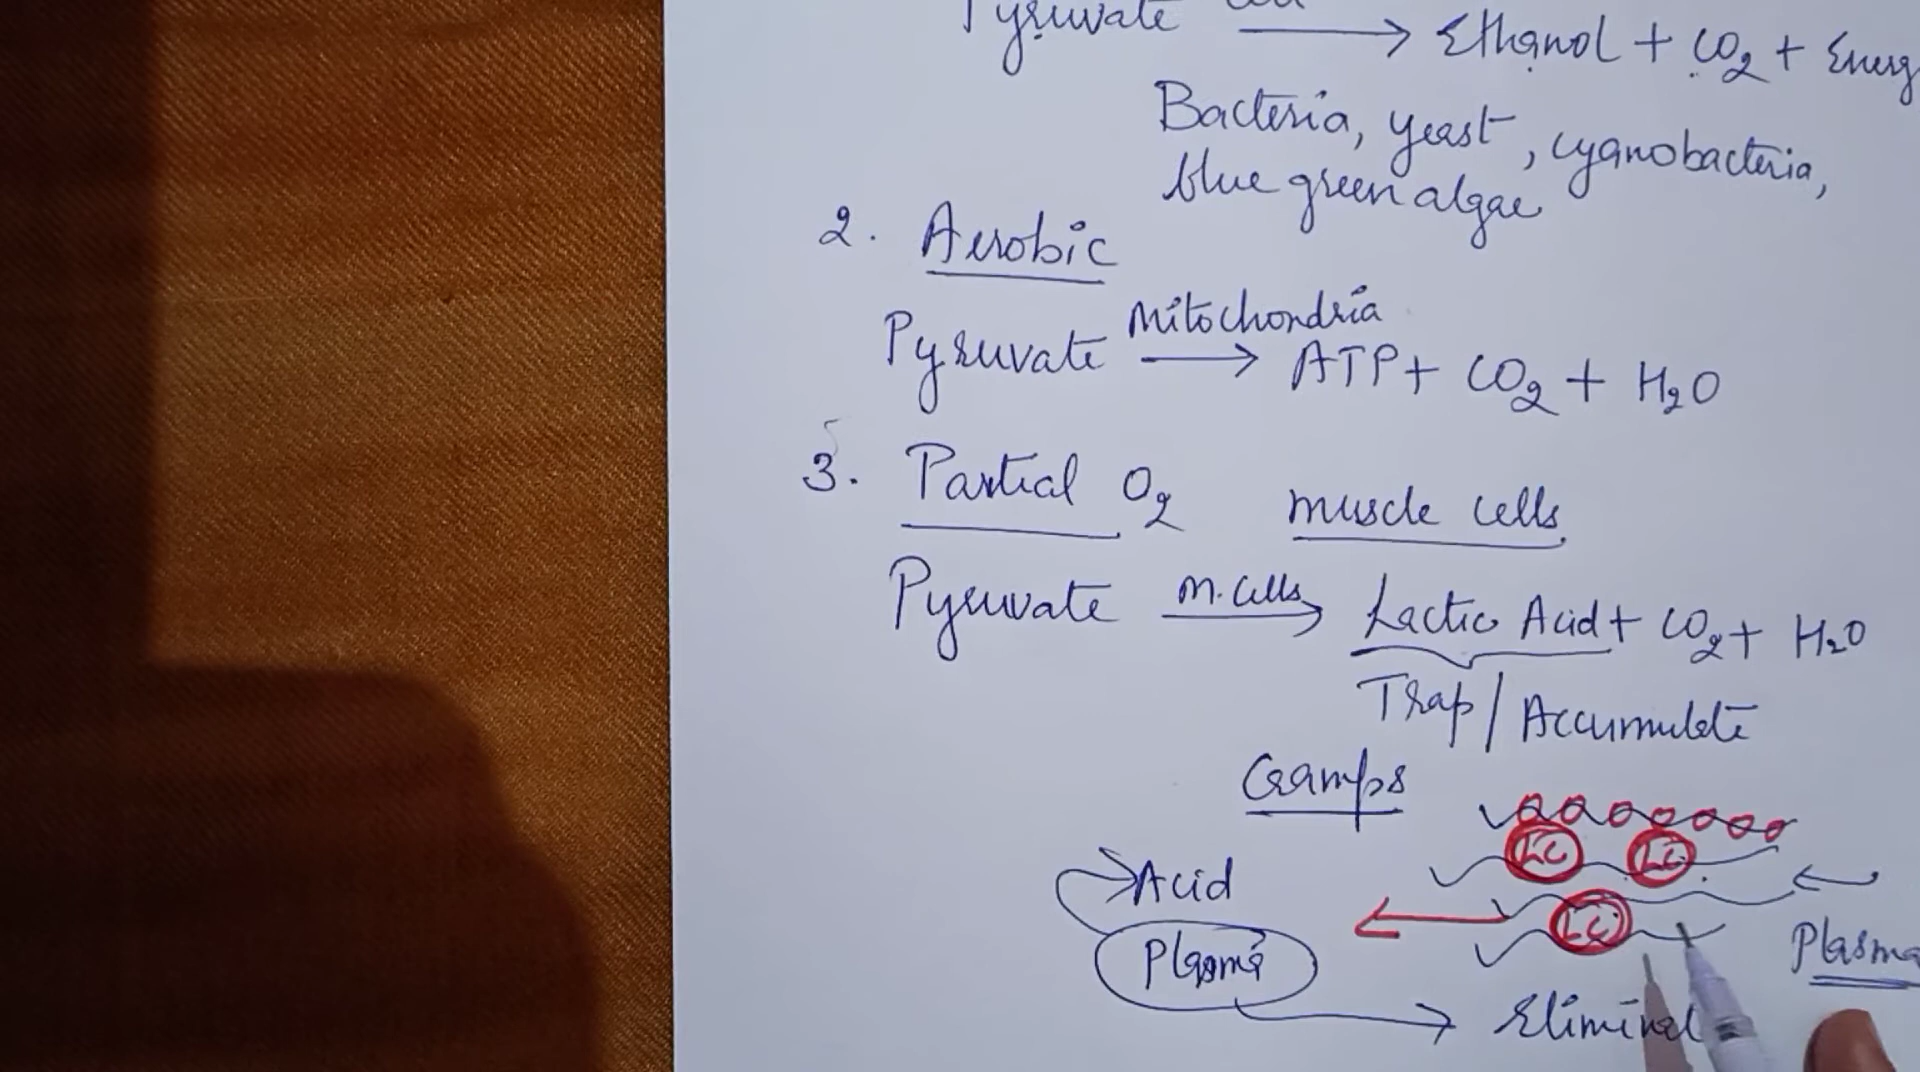 Pyruvate → Ethanol + CO2 + Energ
Bacteria, yeast, cyanobacteria,
blue green algae
2. Aerobic
Mitochondria
Pyruvate → ATP + CO2 + H2O
3. Partial O2 muscle cells
Pyruvate M. Cells → Lactic Acid + CO2 + H2O
Trap / Accumulate
Cramps
LC LC
Acid
LC
Plasma
Plasma
Eliminat